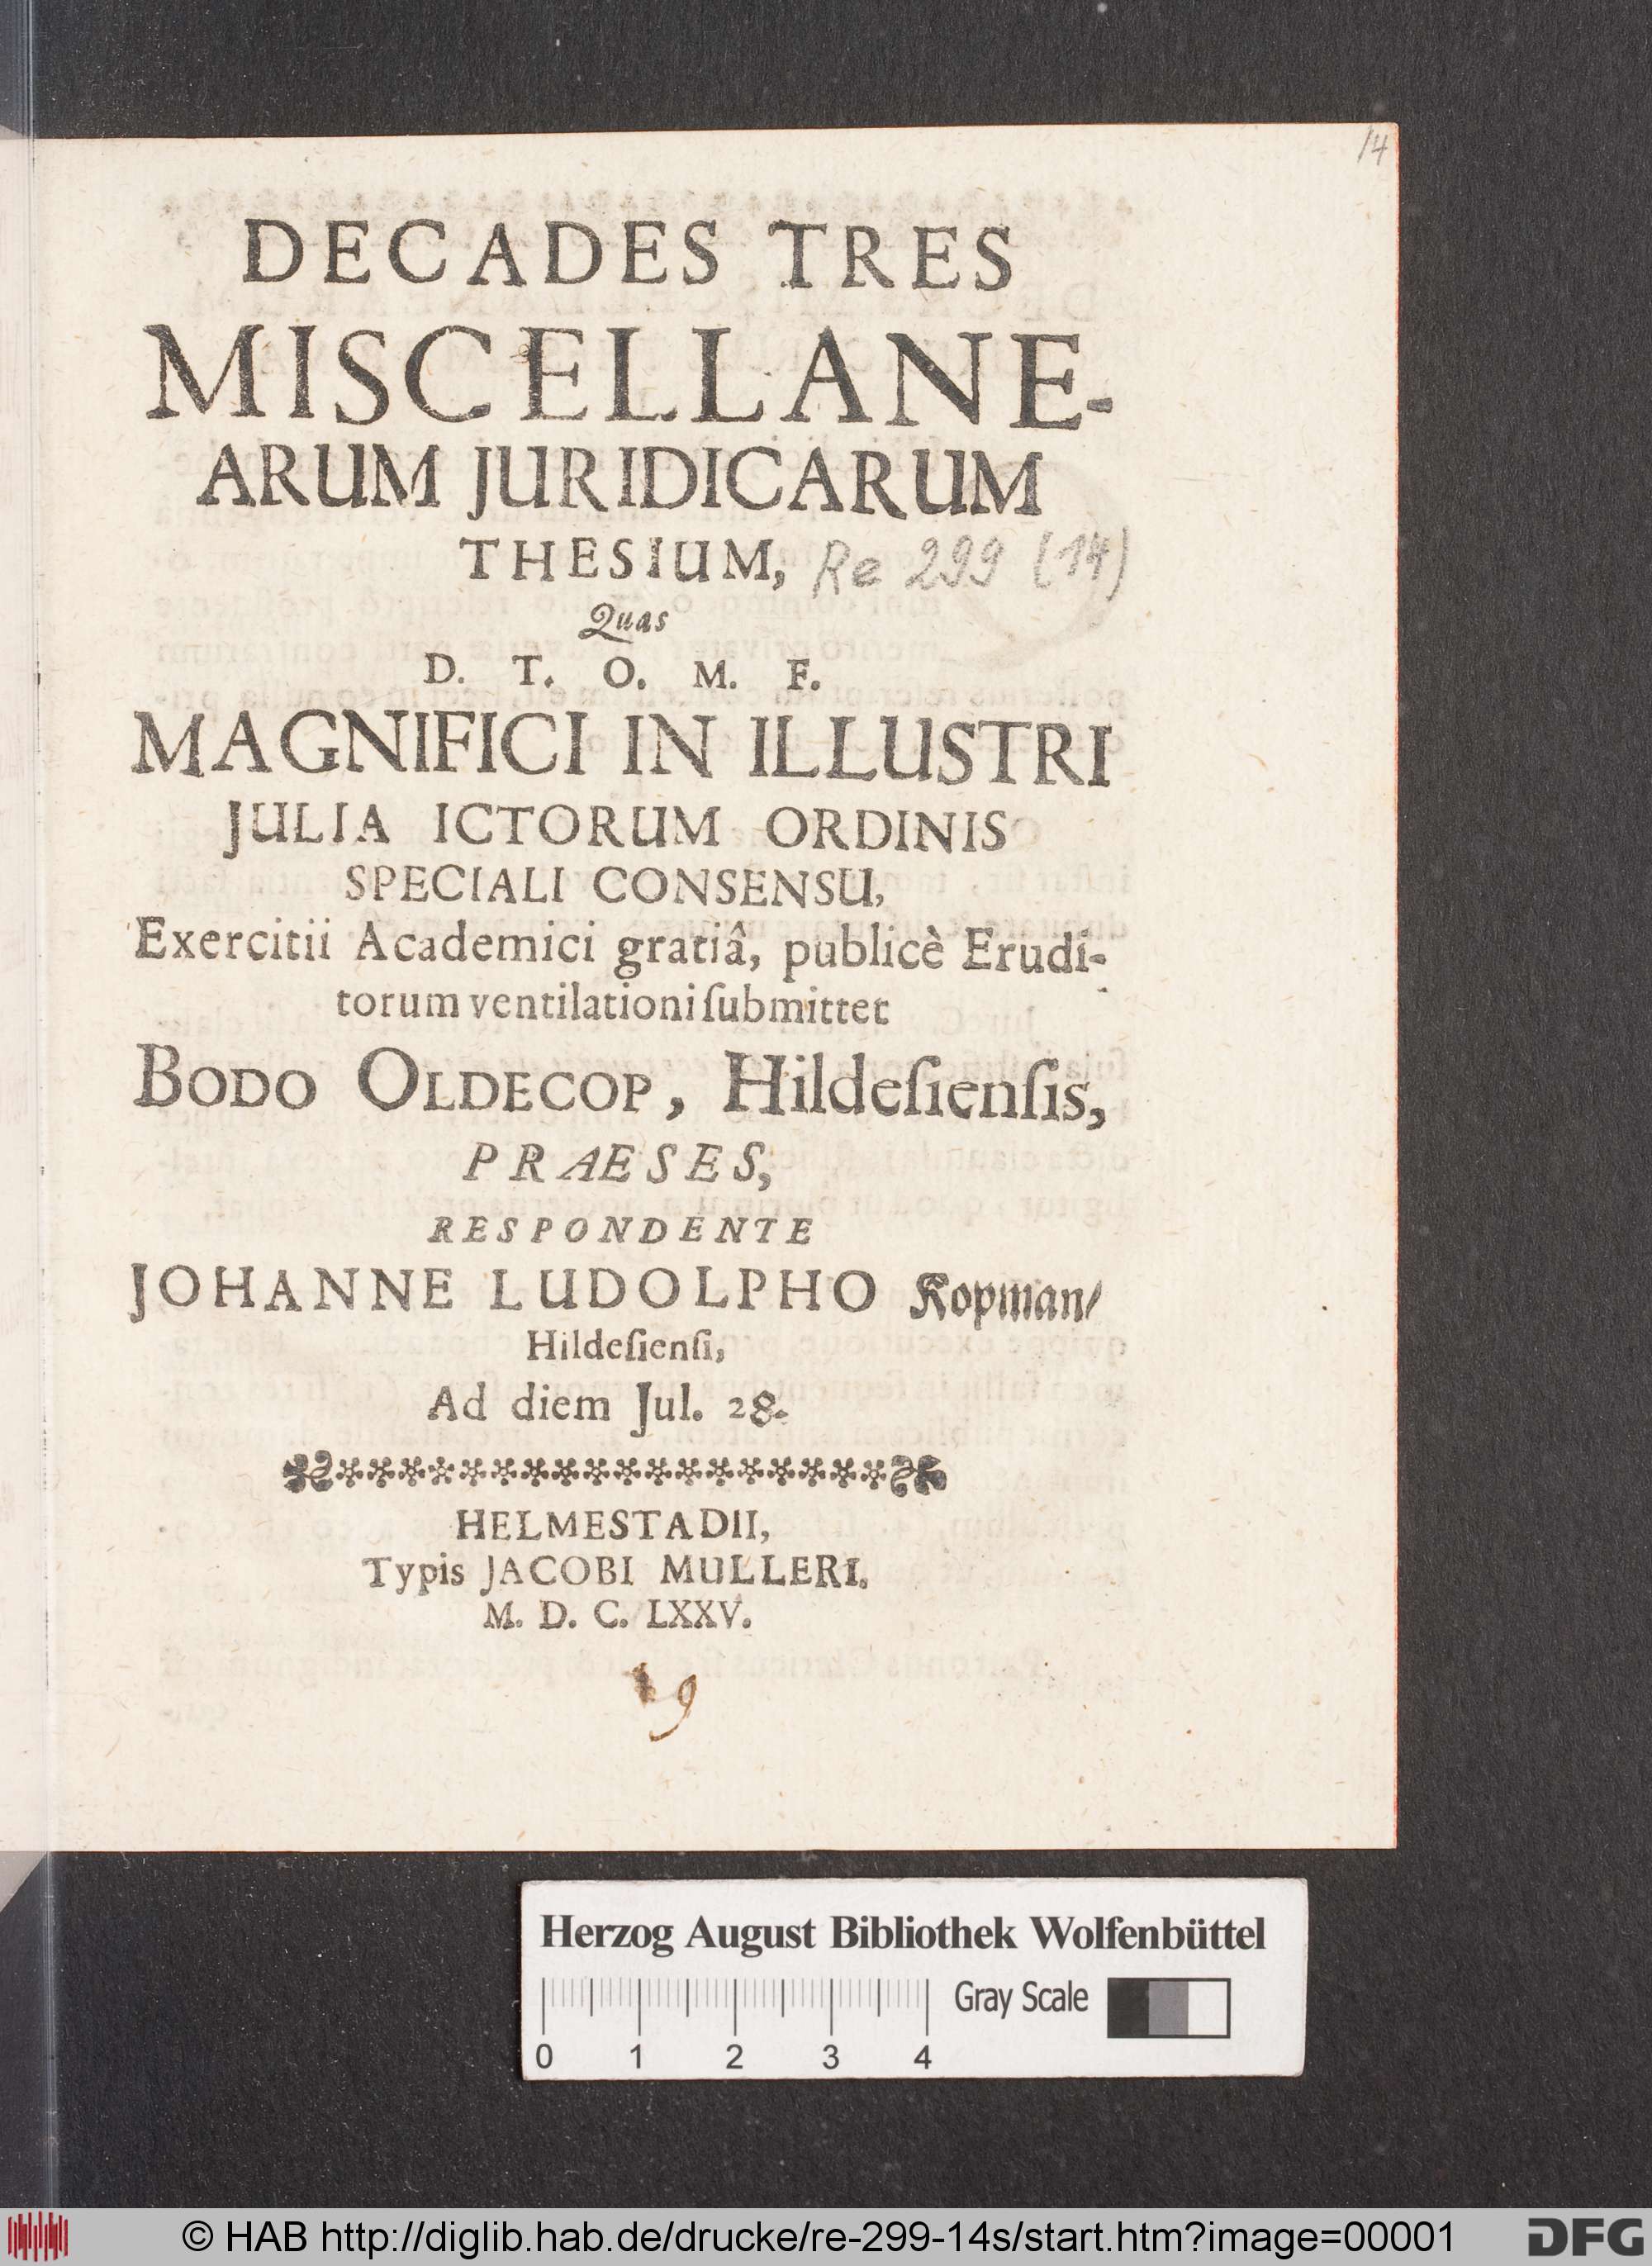 14
DECADES TRES
MISCELLANE-
ARUM JURIDICARUM
THESIUM, Re 299 (14)
Quas
D. T. O. M. F.
MAGNIFICI IN ILLUSTRI
JULIA ICTORUM ORDINIS
SPECIALI CONSENSU,
Exercitii Academici gratiâ, publicè Erudi-
torum ventilationi ſubmittet
BODO OLDECOP, Hildeſienſis,
PRAESES,
RESPONDENTE
JOHANNE LUDOLPHO Kopman/
Hildeſienſi,
Ad diem Jul. 28.
HELMESTADII,
Typis JACOBI MULLERI.
M. D. C. LXXV.
9
Herzog August Bibliothek Wolfenbüttel
Gray Scale
0 1 2 3 4
© HAB http://diglib.hab.de/drucke/re-299-14s/start.htm?image=00001
DFG